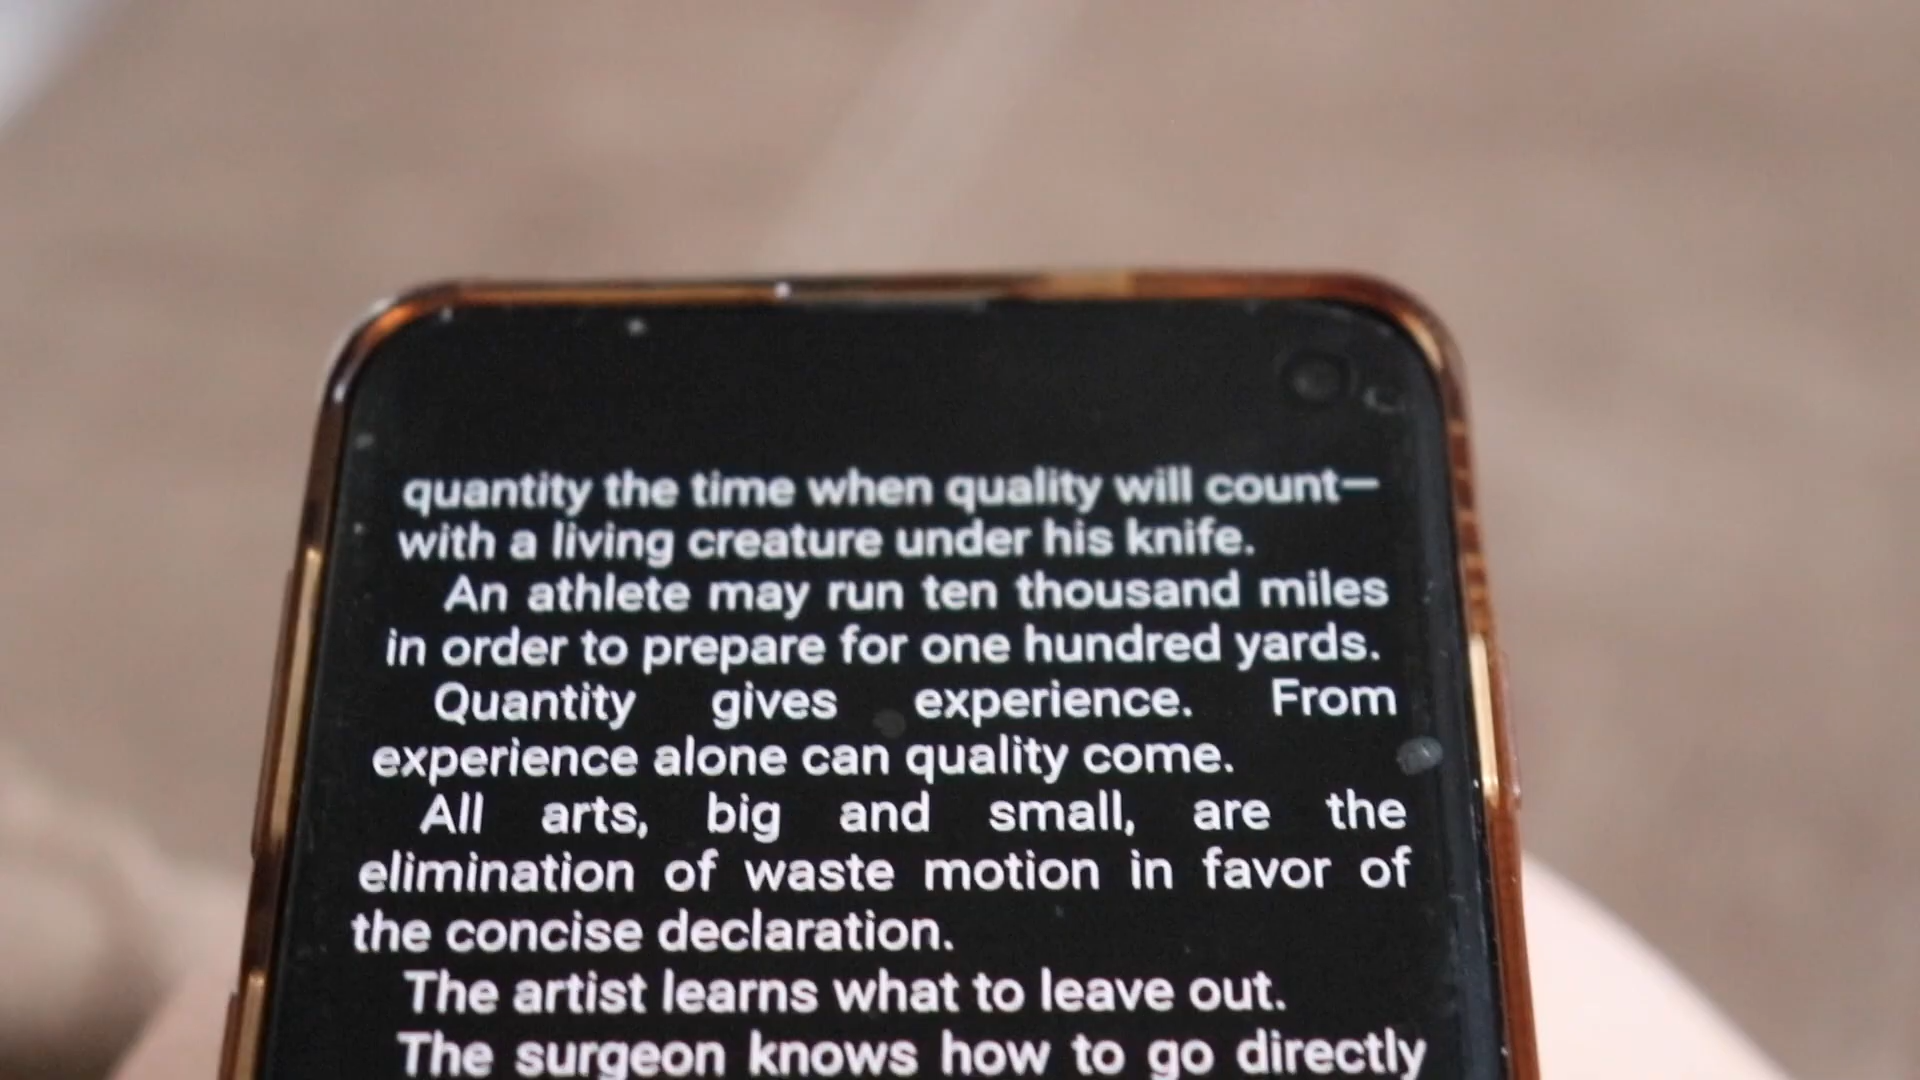 quantity the time when quality will count—
with a living creature under his knife.
An athlete may run ten thousand miles
in order to prepare for one hundred yards.
Quantity gives experience. From
experience alone can quality come.
All arts, big and small, are the
elimination of waste motion in favor of
the concise declaration.
The artist learns what to leave out.
The surgeon knows how to go directly